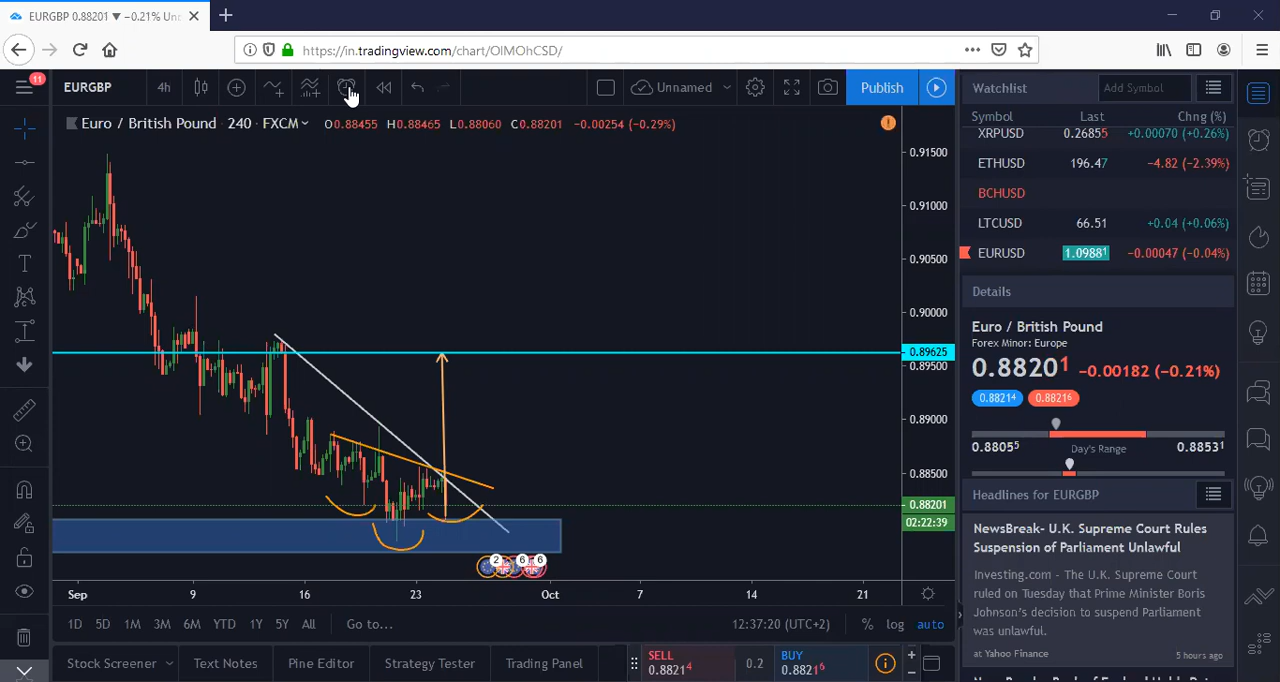 EURGBP 0.88201 ▼ −0.21% Un
https://in.tradingview.com/chart/OIMOhCSD/
11
EURGBP
4h
Unnamed
Publish
Euro / British Pound 240 FXCM
O0.88455 H0.88465 L0.88060 C0.88201 −0.00254 (−0.29%)
0.91500
0.91000
0.90500
0.90000
0.89625
0.89500
0.89000
0.88500
0.88201
02:22:39
2
6
6
Sep 9 16 23 Oct 7 14 21
1D 5D 1M 3M 6M YTD 1Y 5Y All Go to...
12:37:20 (UTC+2) % log auto
Stock Screener Text Notes Pine Editor Strategy Tester Trading Panel
SELL
0.88214
0.2
BUY
0.88216
Watchlist
Add Symbol
Symbol Last Chng (%)
XRPUSD 0.26855 +0.00070 (+0.26%)
ETHUSD 196.47 −4.82 (−2.39%)
BCHUSD
LTCUSD 66.51 +0.04 (+0.06%)
EURUSD 1.09881 −0.00047 (−0.04%)
Details
Euro / British Pound
Forex Minor: Europe
0.88201 −0.00182 (−0.21%)
0.88214 0.88216
0.88055 Day's Range 0.88531
Headlines for EURGBP
NewsBreak- U.K. Supreme Court Rules
Suspension of Parliament Unlawful
Investing.com - The U.K. Supreme Court
ruled on Tuesday that Prime Minister Boris
Johnson's decision to suspend Parliament
was unlawful.
at Yahoo Finance 5 hours ago